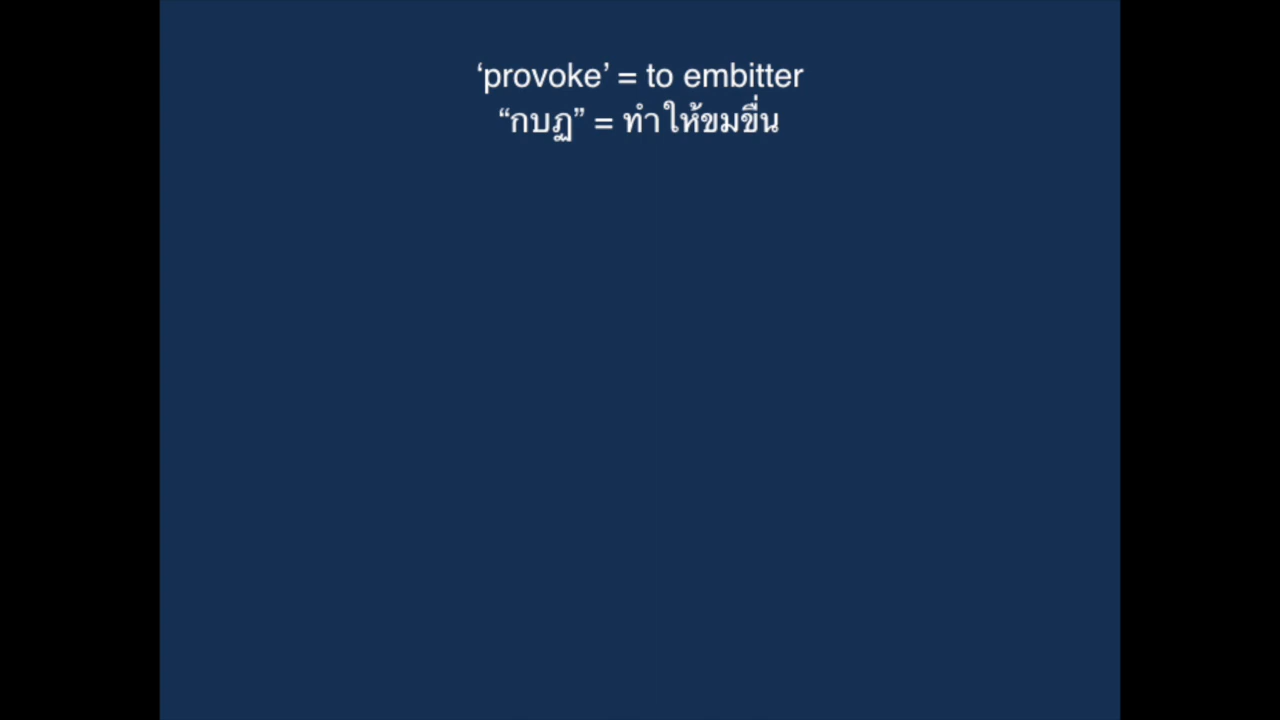 ‘provoke’ = to embitter
“กบฏ” = ทำให้ขมขื่น